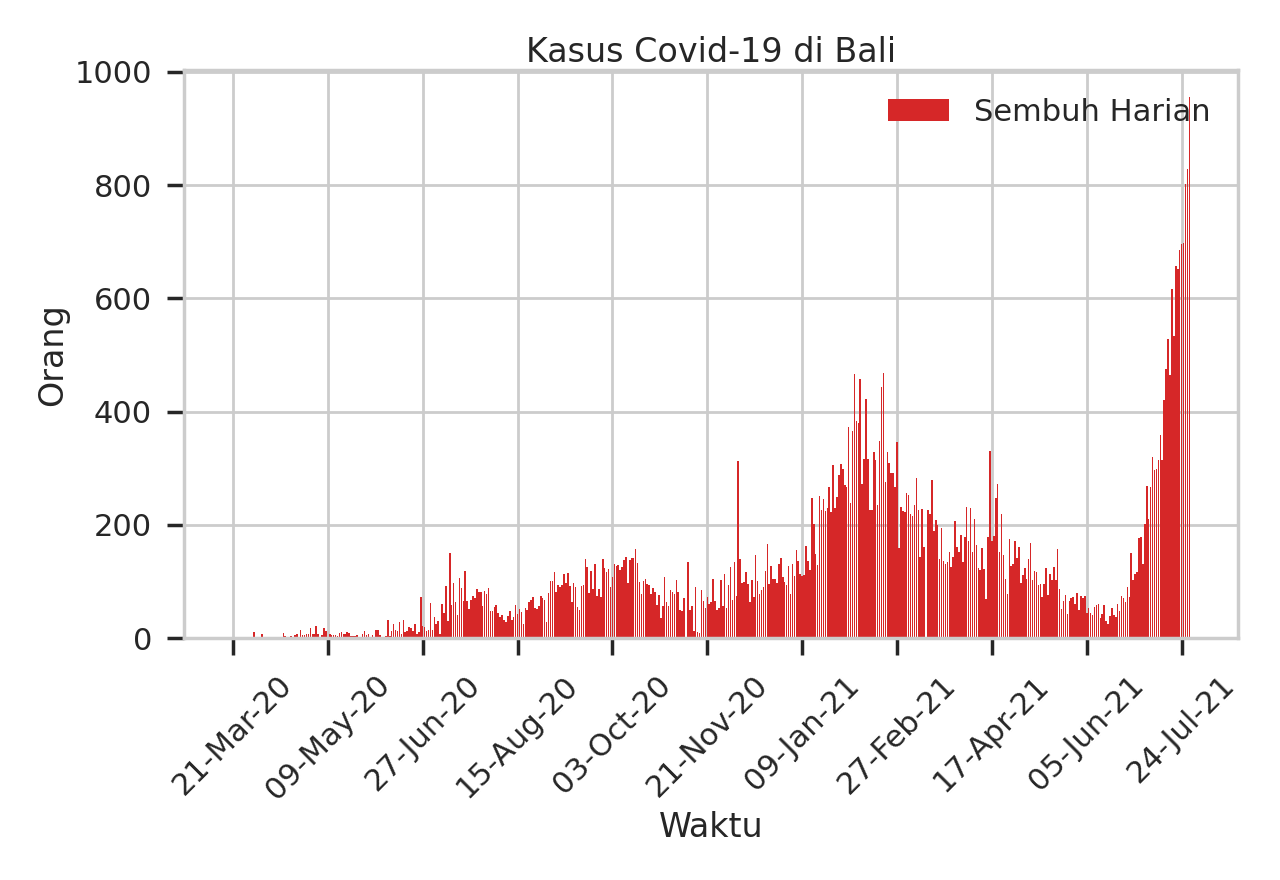 Kasus Covid-19 di Bali
Sembuh Harian
Orang
1000
800
600
400
200
0
21-Mar-20
09-May-20
27-Jun-20
15-Aug-20
03-Oct-20
21-Nov-20
09-Jan-21
27-Feb-21
17-Apr-21
05-Jun-21
24-Jul-21
Waktu